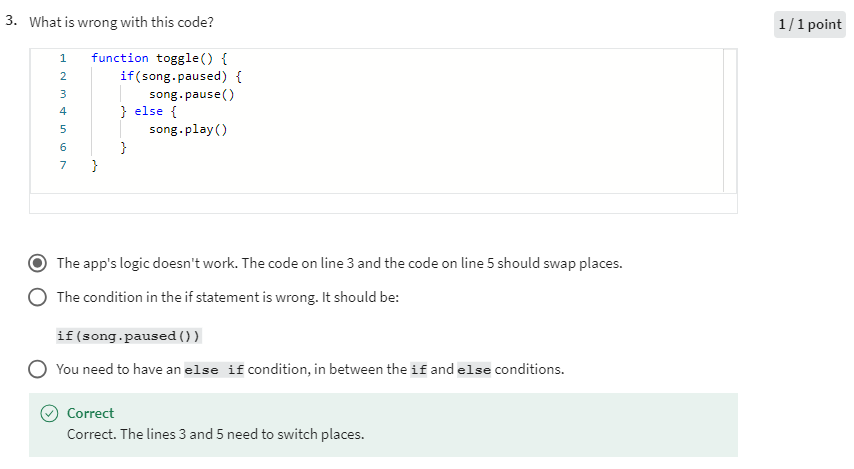 3. What is wrong with this code?
1 / 1 point
1 function toggle() {
2 if(song.paused) {
3 song.pause()
4 } else {
5 song.play()
6 }
7 }
The app's logic doesn't work. The code on line 3 and the code on line 5 should swap places.
The condition in the if statement is wrong. It should be:
if(song.paused())
You need to have an else if condition, in between the if and else conditions.
Correct
Correct. The lines 3 and 5 need to switch places.